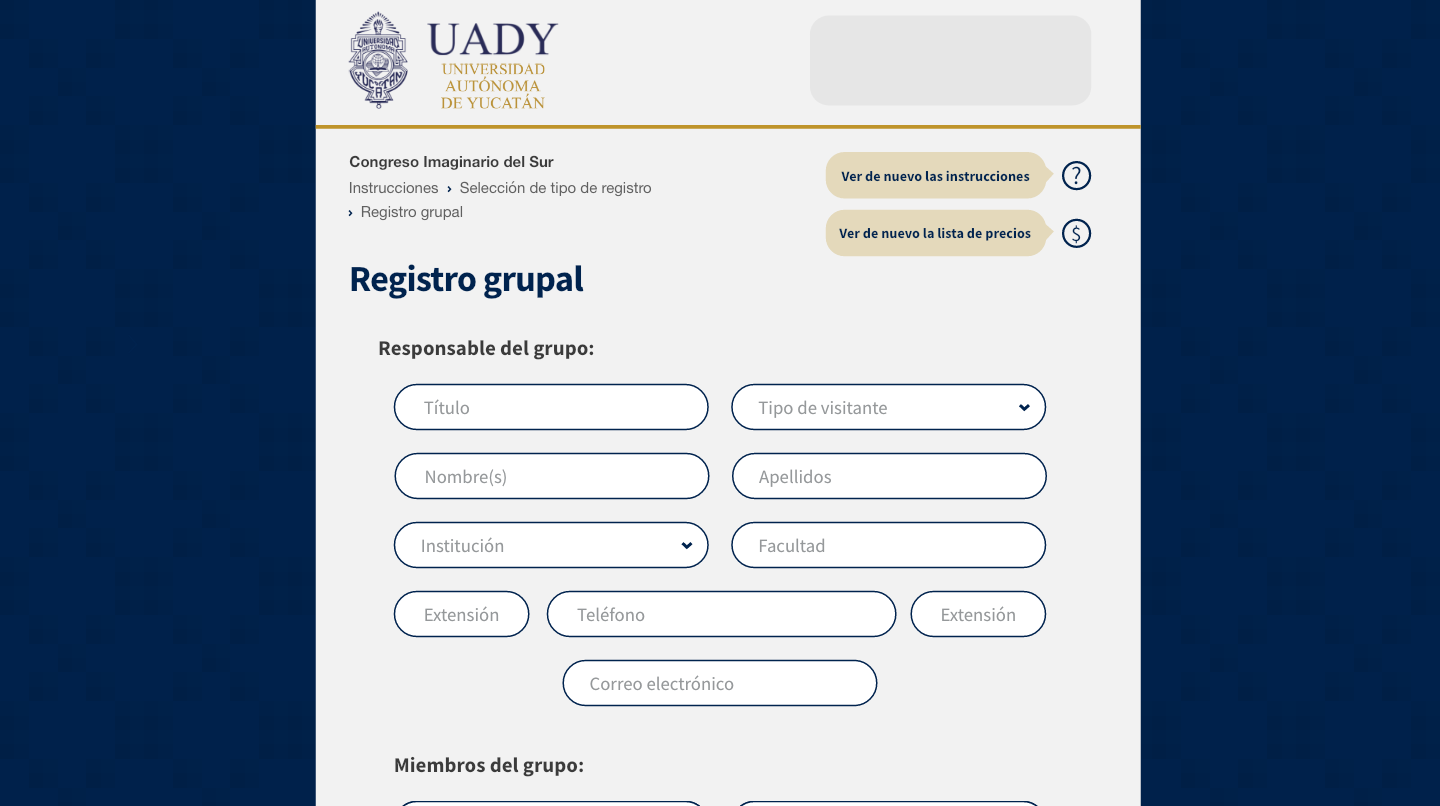 UNIVERSIDAD
AUTÓNOMA
YUCATÁN
UADY
UNIVERSIDAD
AUTÓNOMA
DE YUCATÁN
Congreso Imaginario del Sur
Instrucciones › Selección de tipo de registro
› Registro grupal
Ver de nuevo las instrucciones ?
Ver de nuevo la lista de precios $
Registro grupal
Responsable del grupo:
Título
Tipo de visitante
Nombre(s)
Apellidos
Institución
Facultad
Extensión
Teléfono
Extensión
Correo electrónico
Miembros del grupo: